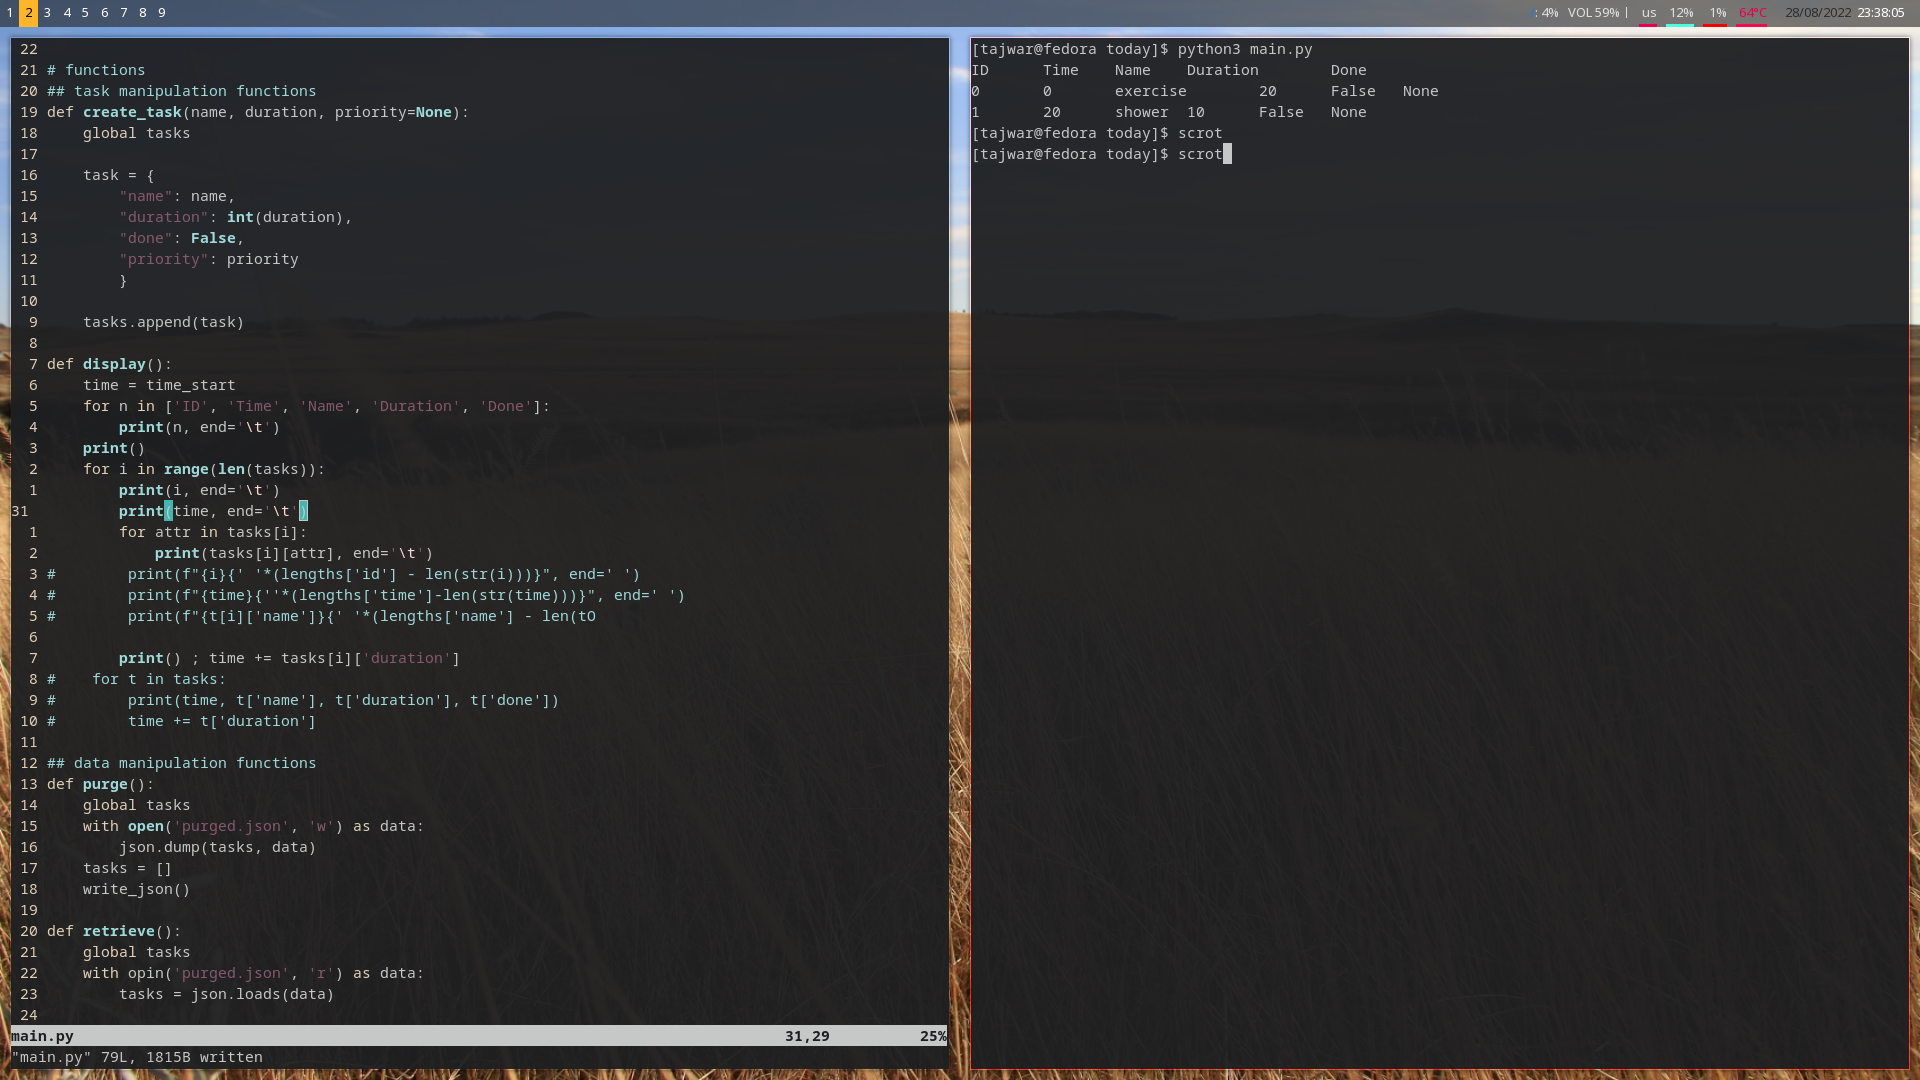 1 2 3 4 5 6 7 8 9
: 4% VOL 59% | us 12% 1% 64°C 28/08/2022 23:38:05
22
21 # functions
20 ## task manipulation functions
19 def create_task(name, duration, priority=None):
18     global tasks
17
16     task = {
15         "name": name,
14         "duration": int(duration),
13         "done": False,
12         "priority": priority
11         }
10
9     tasks.append(task)
8
7 def display():
6     time = time_start
5     for n in ['ID', 'Time', 'Name', 'Duration', 'Done']:
4         print(n, end='\t')
3     print()
2     for i in range(len(tasks)):
1         print(i, end='\t')
31         print(time, end='\t')
1         for attr in tasks[i]:
2             print(tasks[i][attr], end='\t')
3 #        print(f"{i}{' '*(lengths['id'] - len(str(i)))}", end=' ')
4 #        print(f"{time}{''*(lengths['time']-len(str(time)))}", end=' ')
5 #        print(f"{t[i]['name']}{' '*(lengths['name'] - len(tO
6
7         print() ; time += tasks[i]['duration']
8 #    for t in tasks:
9 #        print(time, t['name'], t['duration'], t['done'])
10 #        time += t['duration']
11
12 ## data manipulation functions
13 def purge():
14     global tasks
15     with open('purged.json', 'w') as data:
16         json.dump(tasks, data)
17     tasks = []
18     write_json()
19
20 def retrieve():
21     global tasks
22     with opin('purged.json', 'r') as data:
23         tasks = json.loads(data)
24
main.py 31,29 25%
"main.py" 79L, 1815B written
[tajwar@fedora today]$ python3 main.py
ID      Time    Name    Duration        Done
0       0       exercise        20      False   None
1       20      shower  10      False   None
[tajwar@fedora today]$ scrot
[tajwar@fedora today]$ scrot